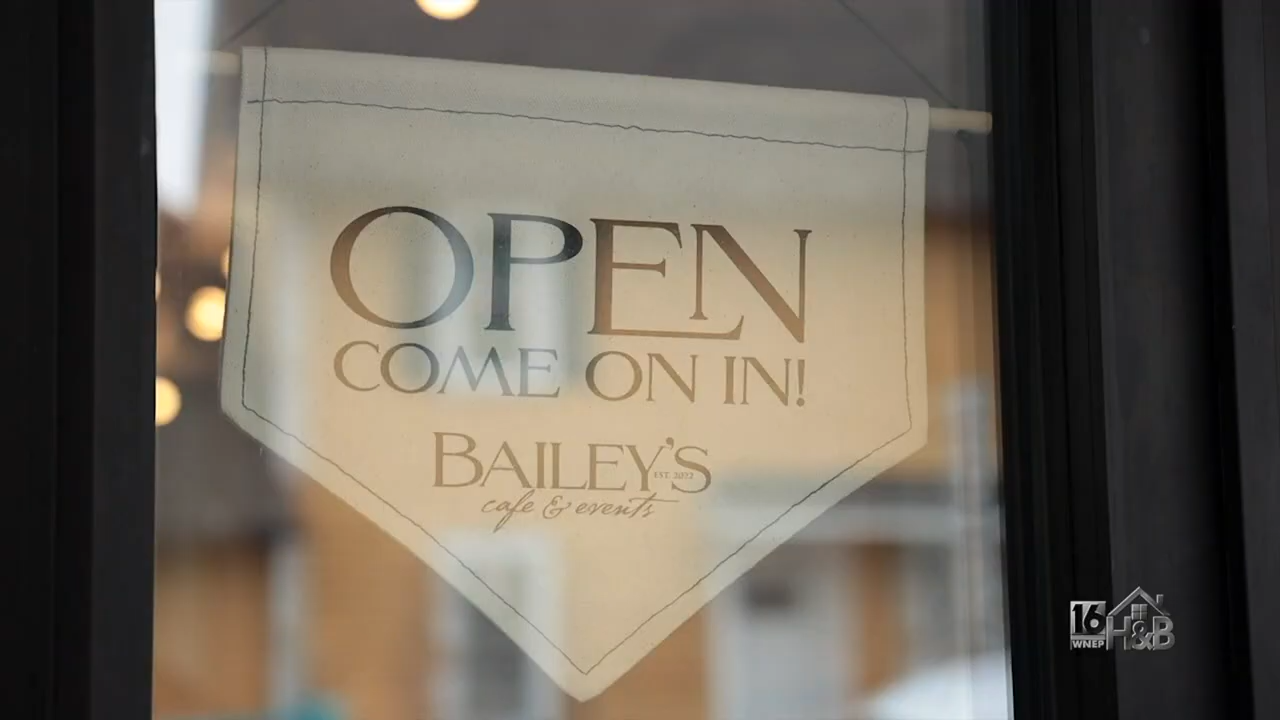 OPEN
COME ON IN!
BAILEY'S
EST. 2022
cafe & events
16
WNEP
H&B